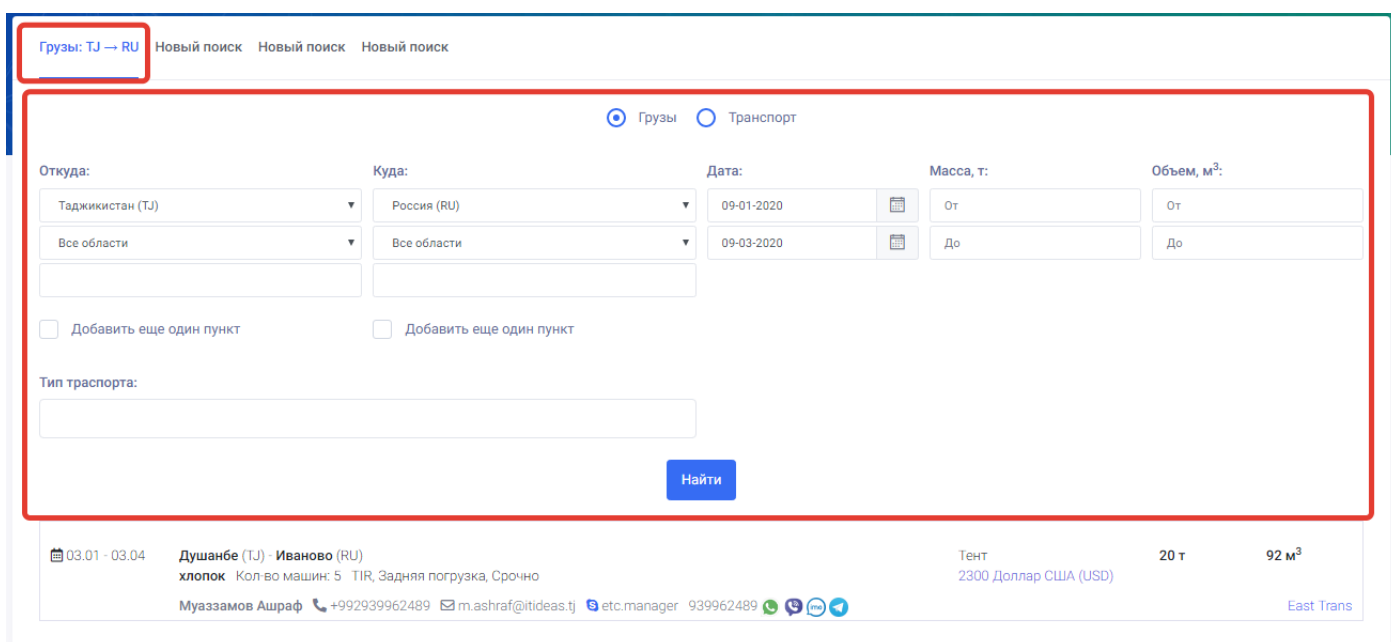 Грузы: TJ → RU Новый поиск Новый поиск Новый поиск
Грузы Транспорт
Откуда: Куда: Дата: Масса, т: Объем, м³:
Таджикистан (TJ) Россия (RU) 09-01-2020 От От
Все области Все области 09-03-2020 До До
Добавить еще один пункт Добавить еще один пункт
Тип траспорта:
Найти
03.01 - 03.04 Душанбе (TJ) - Иваново (RU) Тент 20 т 92 м³
хлопок Кол-во машин: 5 TIR, Задняя погрузка, Срочно 2300 Доллар США (USD)
Муаззамов Ашраф +992939962489 m.ashraf@itideas.tj etc.manager 939962489 imo East Trans